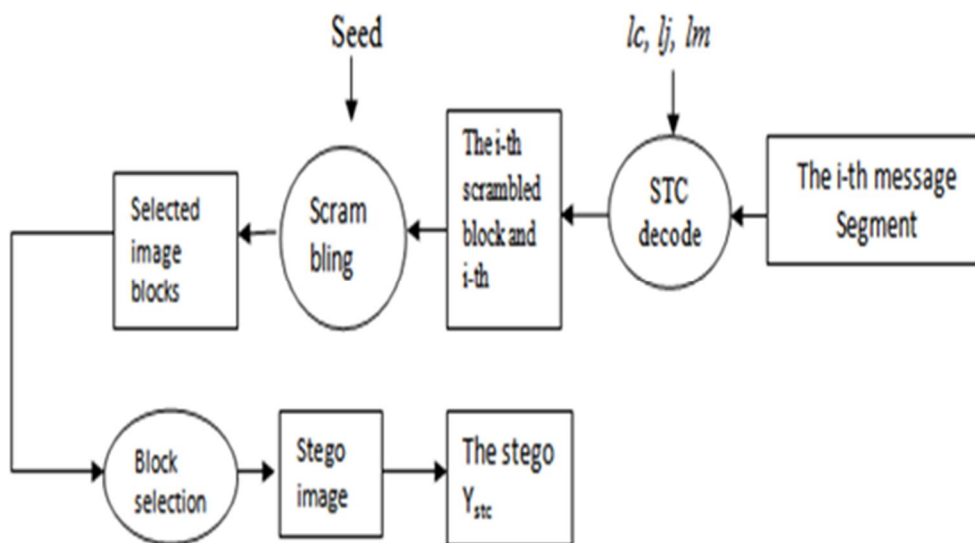 Seed
lc, lj, lm
The i-th message
Segment
STC
decode
The i-th
scrambled
block and
i-th
Scram
bling
Selected
image
blocks
Block
selection
Stego
image
The stego
Y_stc